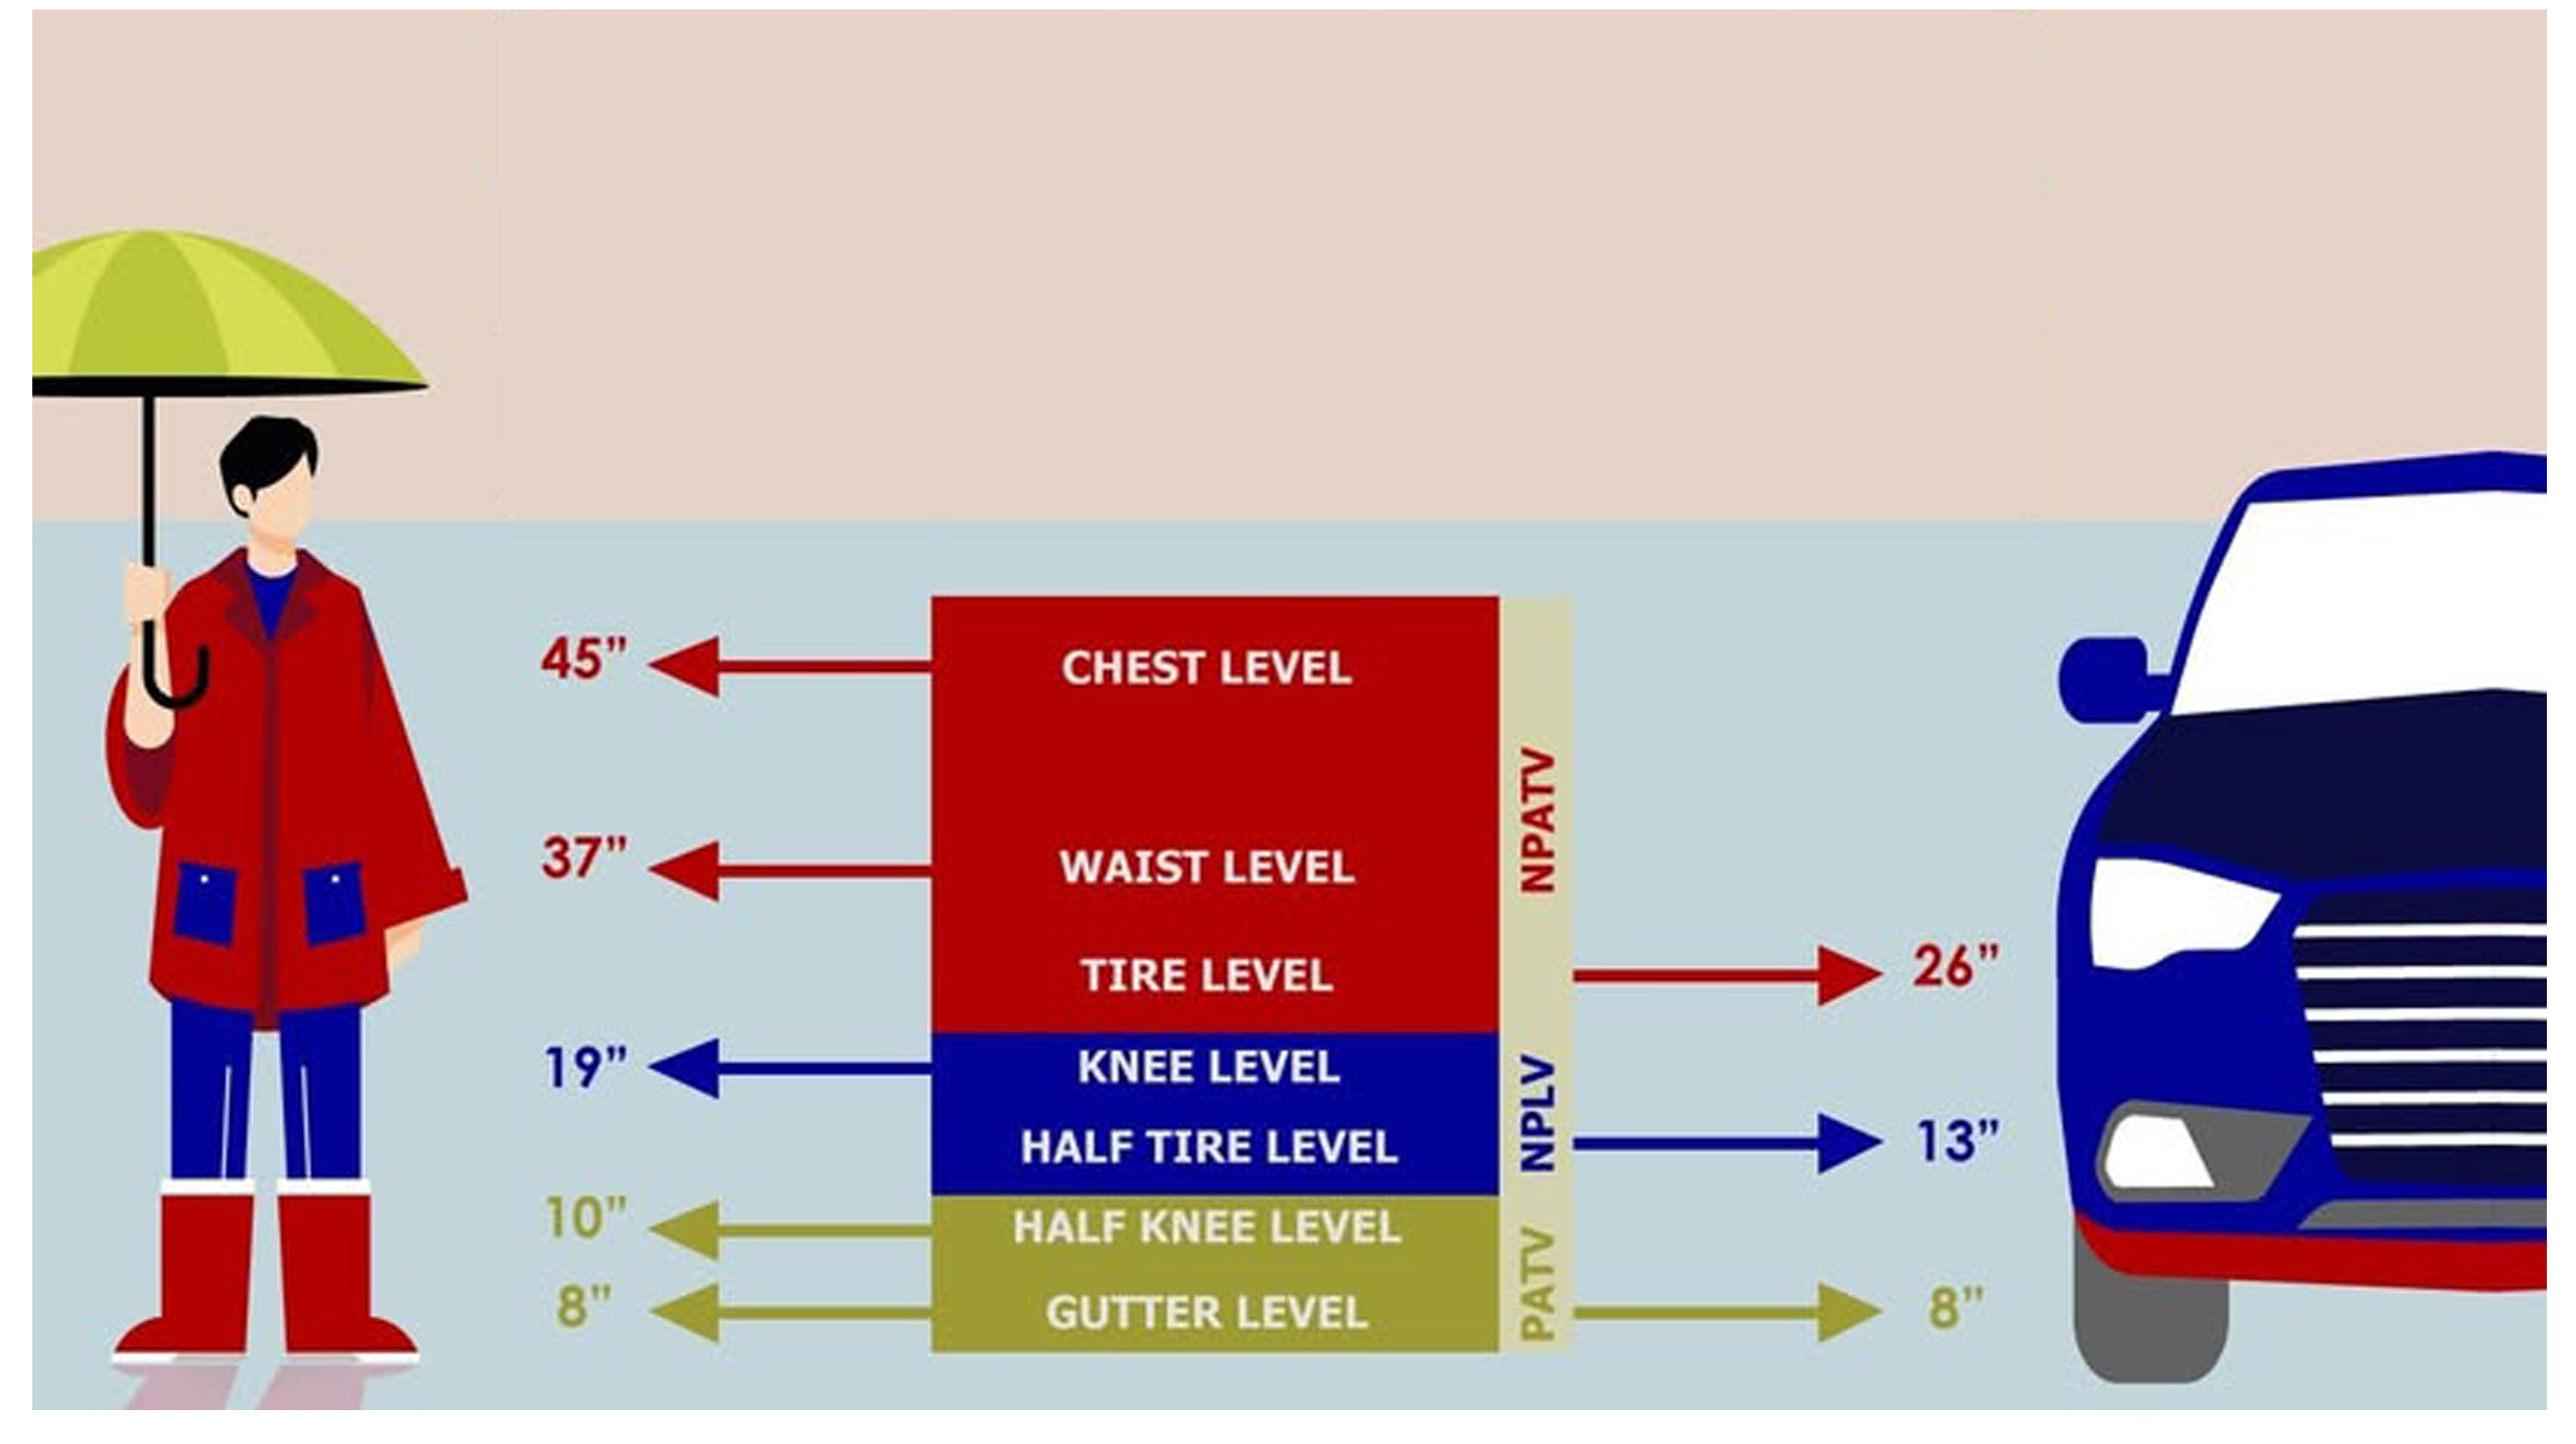 45”
CHEST LEVEL
37”
WAIST LEVEL
NPATV
TIRE LEVEL
26”
19”
KNEE LEVEL
NPLV
HALF TIRE LEVEL
13”
10”
HALF KNEE LEVEL
PATV
8”
GUTTER LEVEL
8”